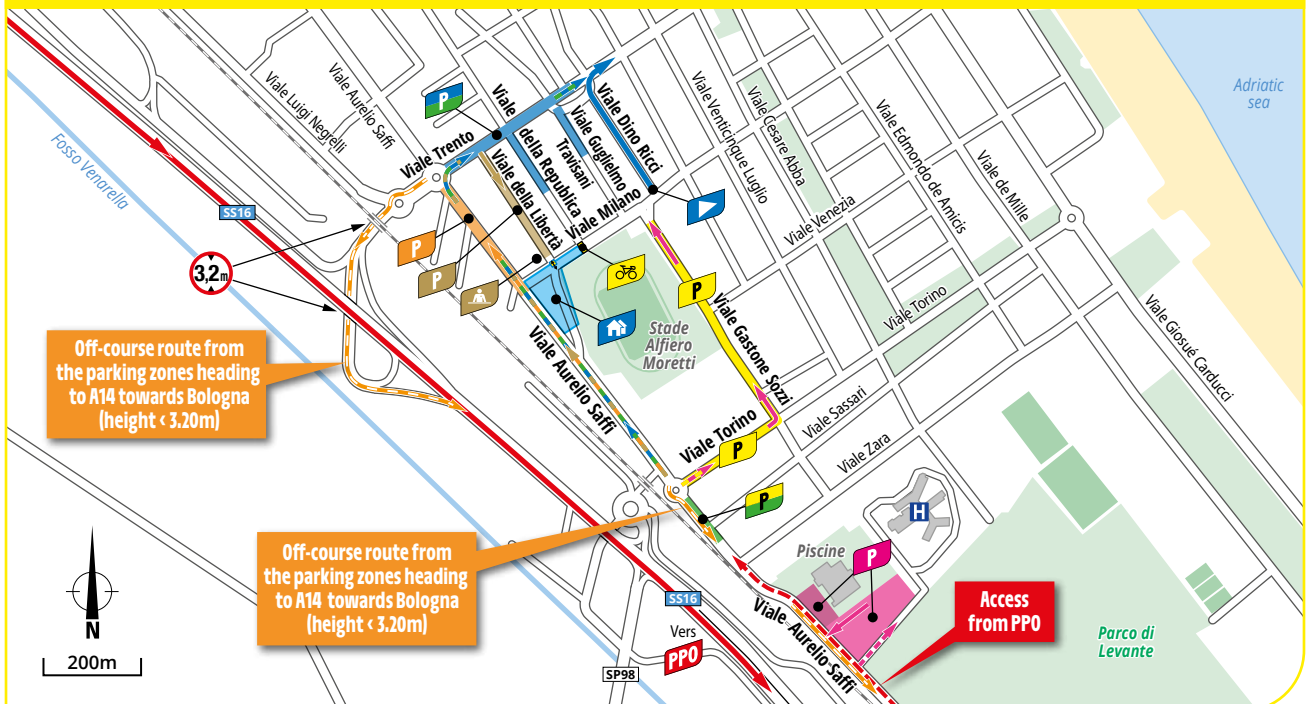 Adriatic
sea
Viale Luigi Negrelli
Viale Aurelio Saffi
Fosso Venarella
SS16
P
Viale Trento
Viale
della Republica
Viale Guglielmo
Travisani
Viale Dino Ricci
Viale Venticinque Luglio
Viale Cesare Abba
Viale Edmondo de Amicis
Viale de Mille
Viale della Libertà
Viale Milano
Viale Venezia
P
P
3,2m
P
Viale Gastone Sozzi
Viale Torino
Viale Giosué Carducci
Stade
Alfiero
Moretti
Viale Aurelio Saffi
Off-course route from
the parking zones heading
to A14 towards Bologna
(height < 3.20m)
Viale Torino
P
Viale Sassari
Viale Zara
P
H
Off-course route from
the parking zones heading
to A14 towards Bologna
(height < 3.20m)
Piscine
P
SS16
Viale Aurelio Saffi
Access
from PPO
Vers
PPO
Parco di
Levante
SP98
N
200m